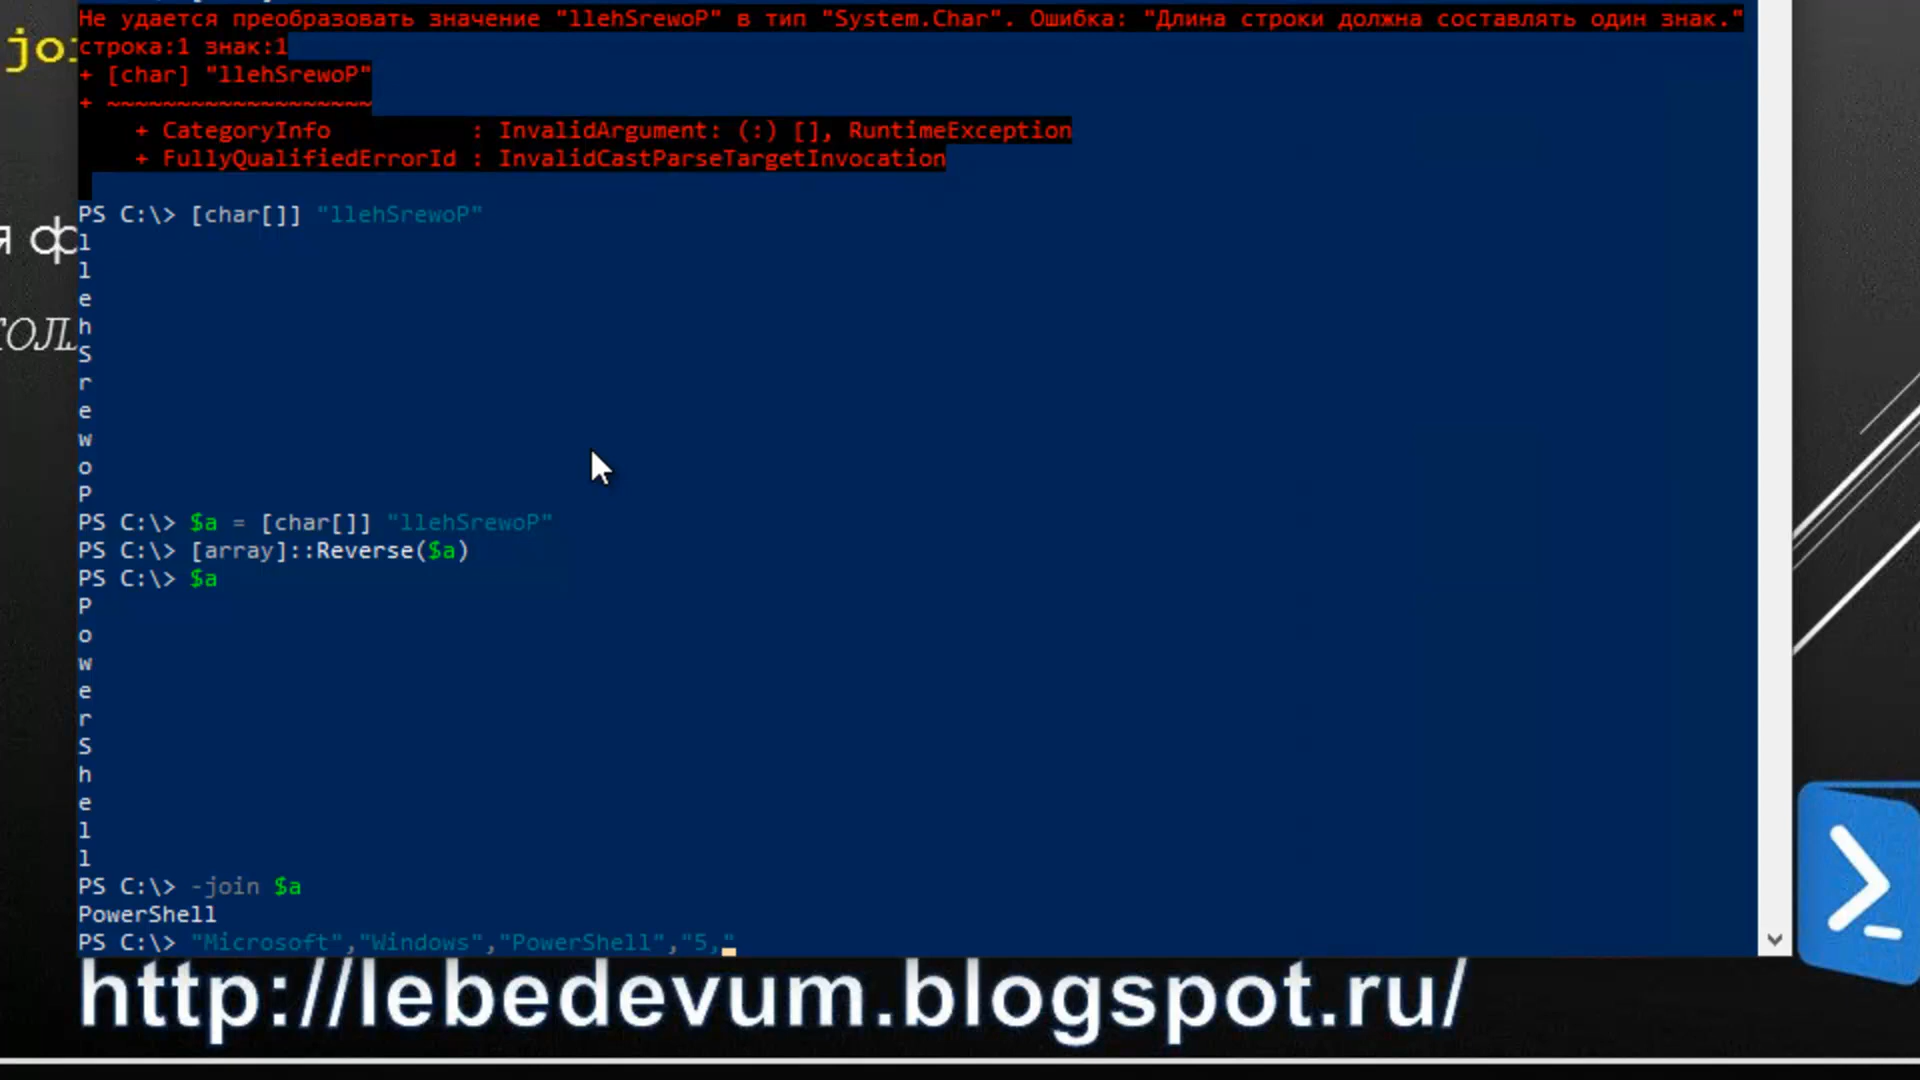 Не удается преобразовать значение "llehSrewoP" в тип "System.Char". Ошибка: "Длина строки должна составлять один знак."
строка:1 знак:1
+ [char] "llehSrewoP"
+ ~~~~~~~~~~~~~~~~~~~
+ CategoryInfo : InvalidArgument: (:) [], RuntimeException
+ FullyQualifiedErrorId : InvalidCastParseTargetInvocation
PS C:\> [char[]] "llehSrewoP"
l
l
e
h
S
r
e
w
o
P
PS C:\> $a = [char[]] "llehSrewoP"
PS C:\> [array]::Reverse($a)
PS C:\> $a
P
o
w
e
r
S
h
e
l
l
PS C:\> -join $a
PowerShell
PS C:\> "Microsoft","Windows","PowerShell","5,"
http://lebedevum.blogspot.ru/